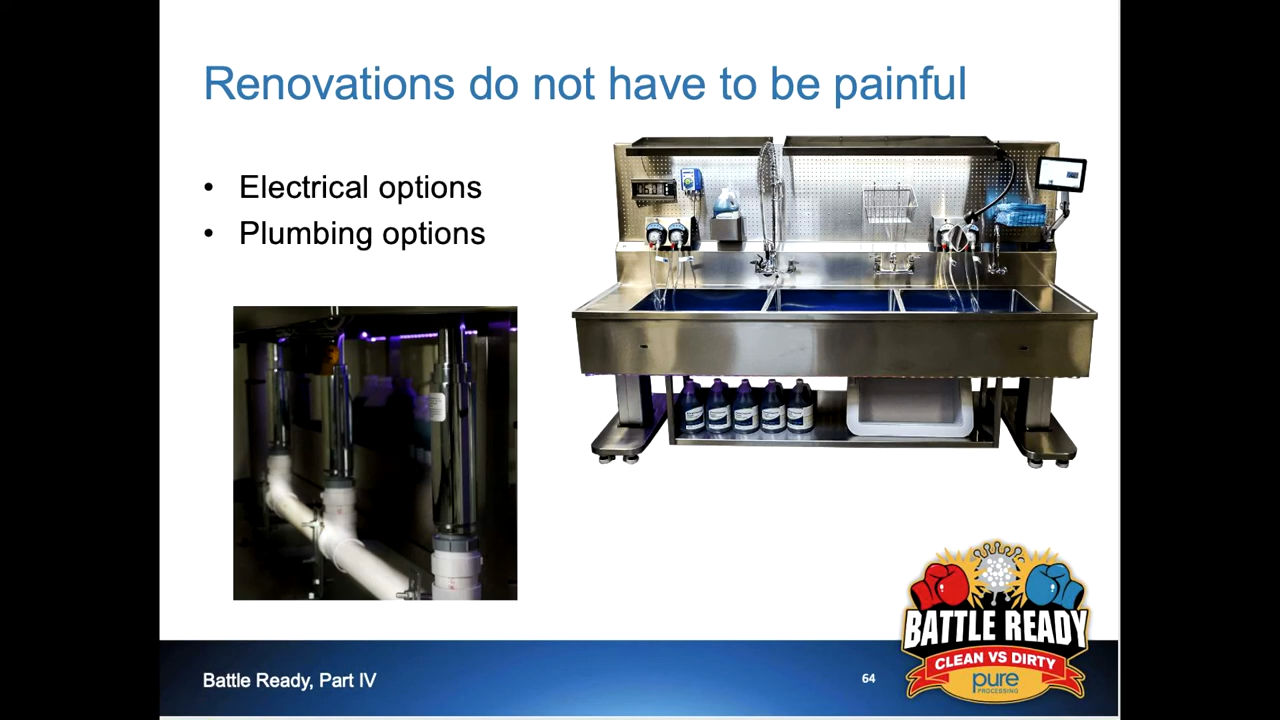 Renovations do not have to be painful
• Electrical options
• Plumbing options
BATTLE READY
CLEAN VS DIRTY
pure
PROCESSING
Battle Ready, Part IV
64